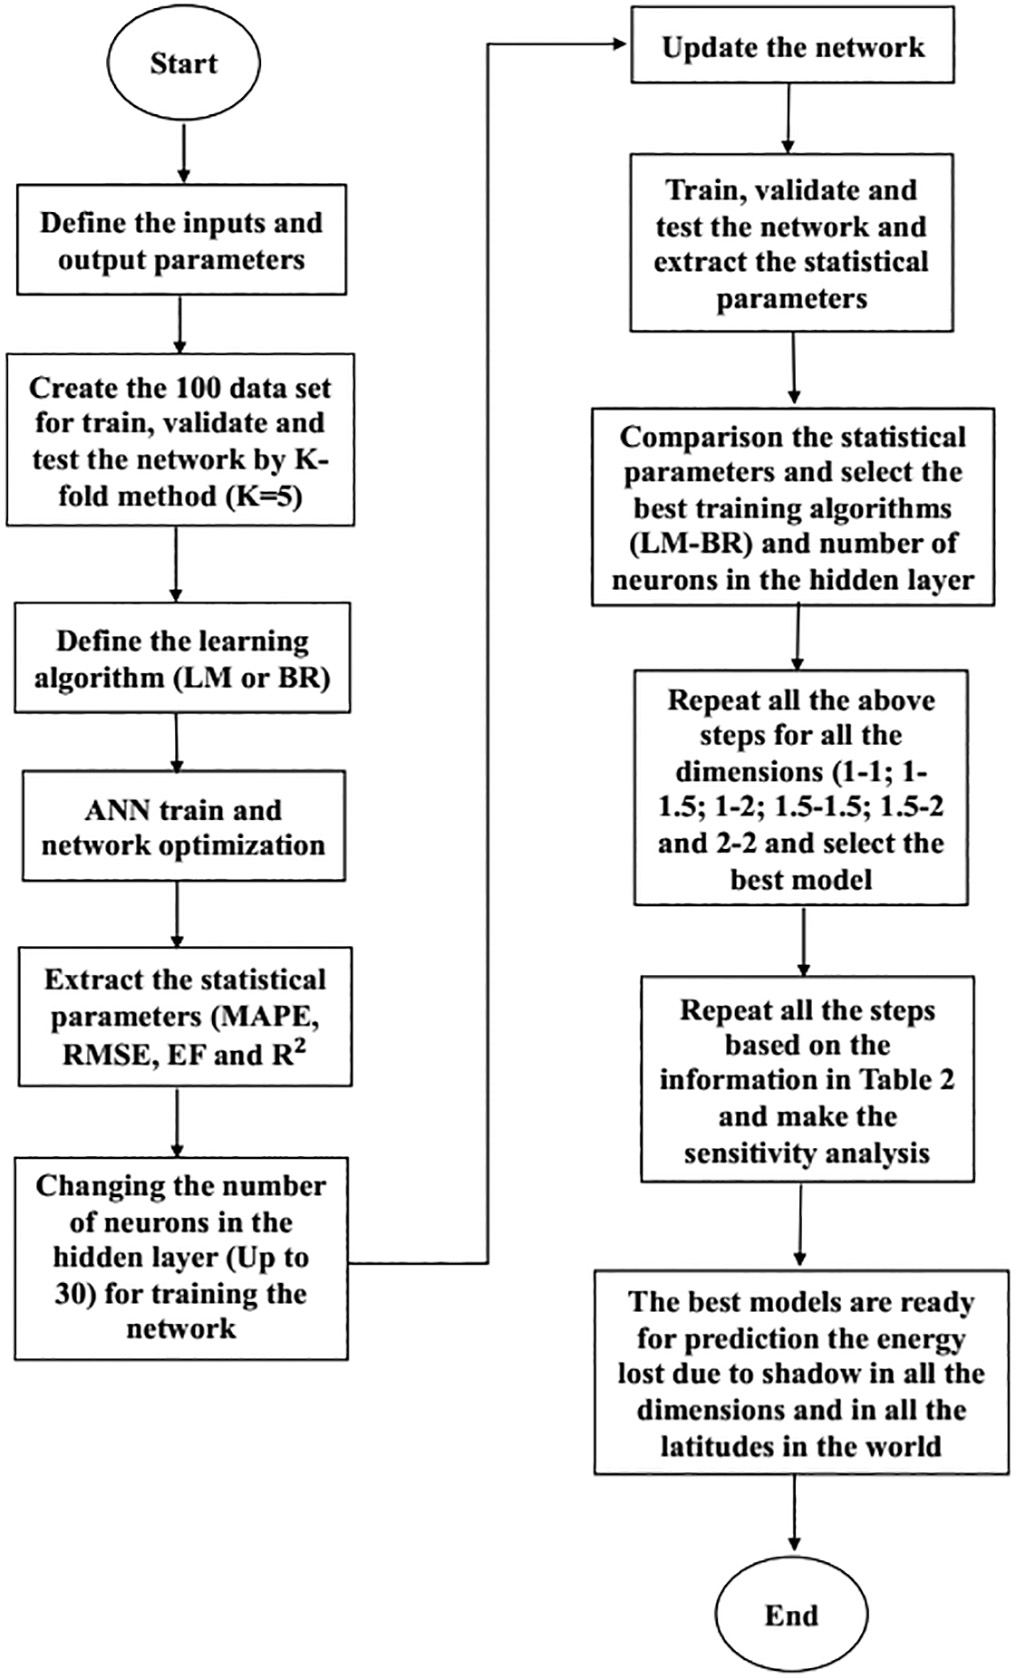 Start
Define the inputs and
output parameters
Create the 100 data set
for train, validate and
test the network by K-
fold method (K=5)
Define the learning
algorithm (LM or BR)
ANN train and
network optimization
Extract the statistical
parameters (MAPE,
RMSE, EF and R²
Changing the number
of neurons in the
hidden layer (Up to
30) for training the
network
Update the network
Train, validate and
test the network and
extract the statistical
parameters
Comparison the statistical
parameters and select the
best training algorithms
(LM-BR) and number of
neurons in the hidden layer
Repeat all the above
steps for all the
dimensions (1-1; 1-
1.5; 1-2; 1.5-1.5; 1.5-2
and 2-2 and select the
best model
Repeat all the steps
based on the
information in Table 2
and make the
sensitivity analysis
The best models are ready
for prediction the energy
lost due to shadow in all the
dimensions and in all the
latitudes in the world
End